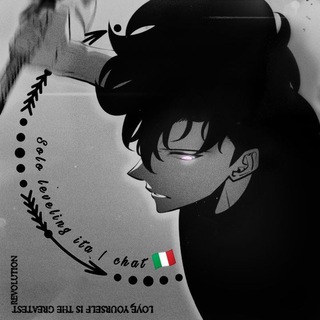 Solo leveling ita | chat
REVOLUTION
LOVE YOURSELF IS THE GREATEST